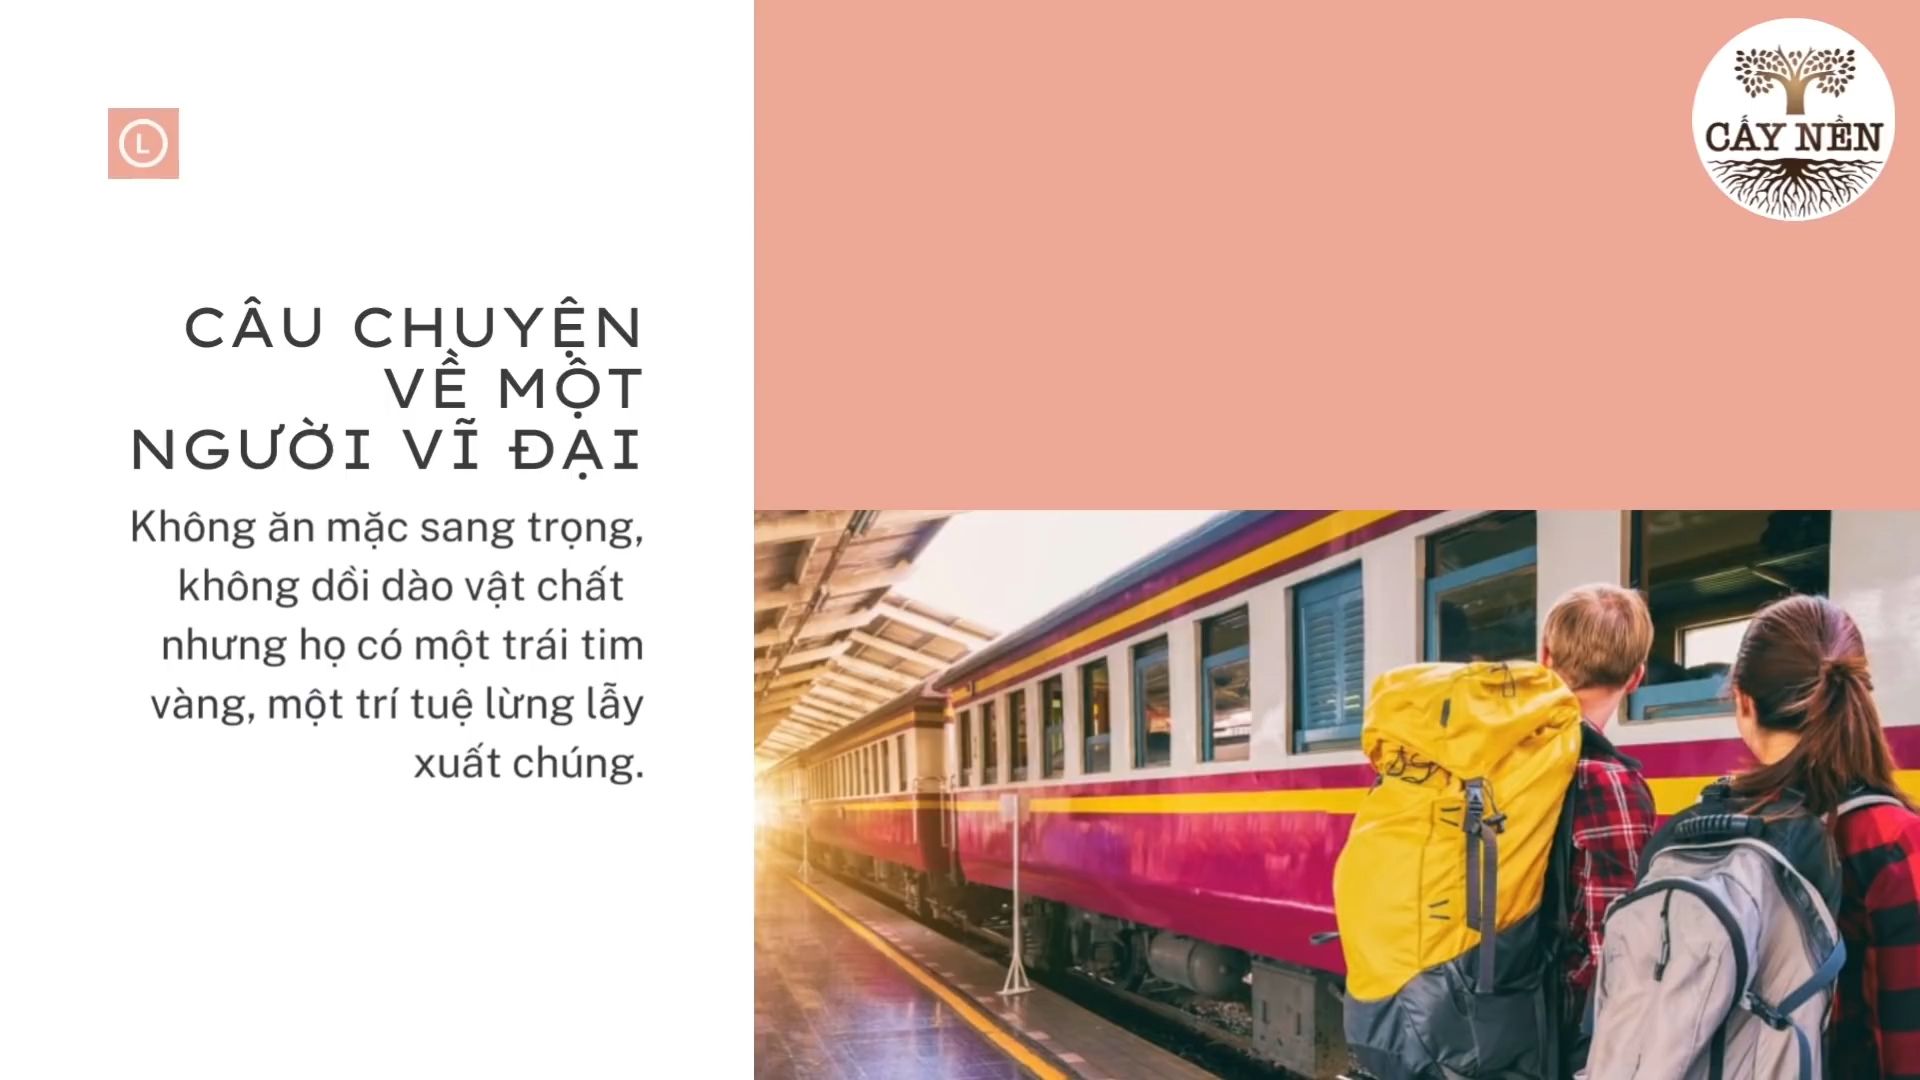 L
CẤY NỀN
CÂU CHUYỆN
VỀ MỘT
NGƯỜI VĨ ĐẠI
Không ăn mặc sang trọng,
không dồi dào vật chất
nhưng họ có một trái tim
vàng, một trí tuệ lừng lẫy
xuất chúng.